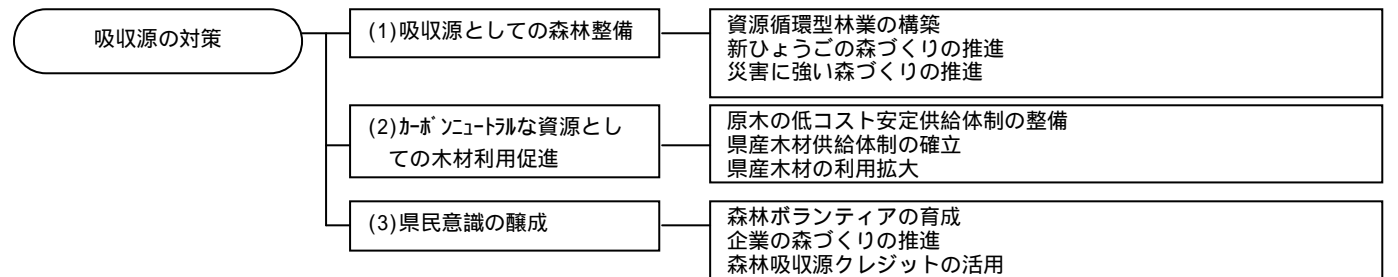 吸収源の対策
(1)吸収源としての森林整備
資源循環型林業の構築
新ひょうごの森づくりの推進
災害に強い森づくりの推進
(2)ｶｰﾎﾞﾝﾆｭｰﾄﾗﾙな資源とし
ての木材利用促進
原木の低コスト安定供給体制の整備
県産木材供給体制の確立
県産木材の利用拡大
(3)県民意識の醸成
森林ボランティアの育成
企業の森づくりの推進
森林吸収源クレジットの活用